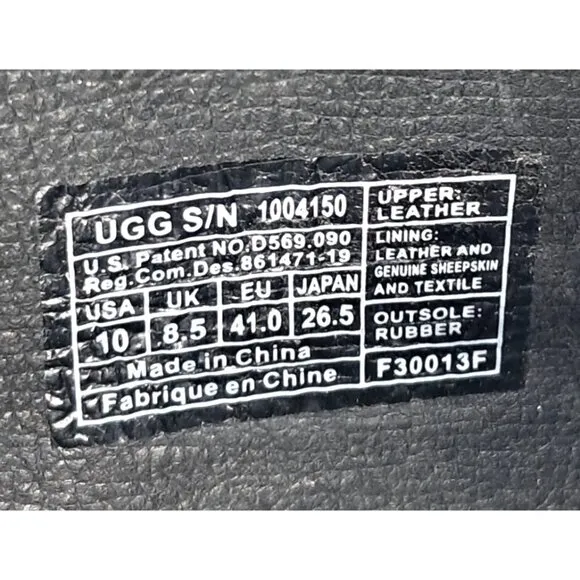 UGG S/N 1004150
U.S. Patent NO.D569.090
Reg.Com.Des.861471-19
USA UK EU JAPAN
10 8.5 41.0 26.5
Made in China
Fabrique en Chine
UPPER:
LEATHER
LINING:
LEATHER AND
GENUINE SHEEPSKIN
AND TEXTILE
OUTSOLE:
RUBBER
F30013F